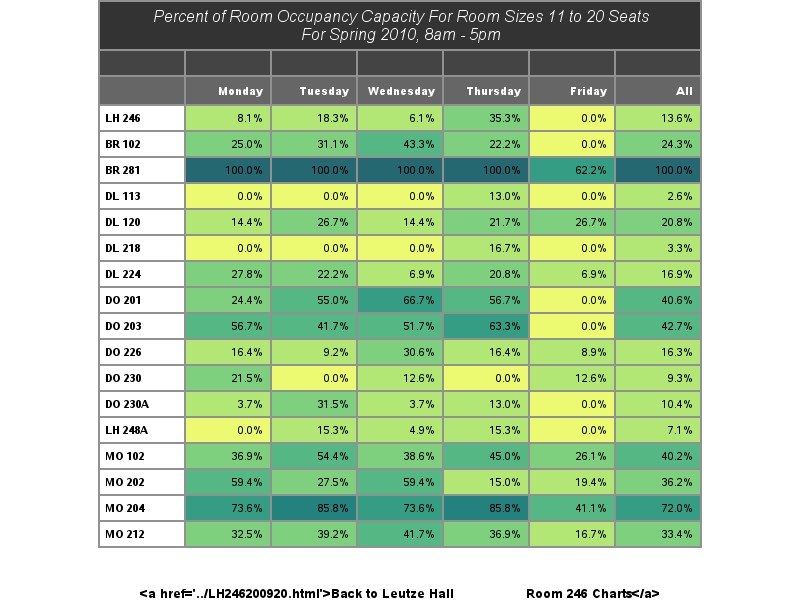 Percent of Room Occupancy Capacity For Room Sizes 11 to 20 Seats
For Spring 2010, 8am - 5pm
Monday Tuesday Wednesday Thursday Friday All
LH 246 8.1% 18.3% 6.1% 35.3% 0.0% 13.6%
BR 102 25.0% 31.1% 43.3% 22.2% 0.0% 24.3%
BR 281 100.0% 100.0% 100.0% 100.0% 62.2% 100.0%
DL 113 0.0% 0.0% 0.0% 13.0% 0.0% 2.6%
DL 120 14.4% 26.7% 14.4% 21.7% 26.7% 20.8%
DL 218 0.0% 0.0% 0.0% 16.7% 0.0% 3.3%
DL 224 27.8% 22.2% 6.9% 20.8% 6.9% 16.9%
DO 201 24.4% 55.0% 66.7% 56.7% 0.0% 40.6%
DO 203 56.7% 41.7% 51.7% 63.3% 0.0% 42.7%
DO 226 16.4% 9.2% 30.6% 16.4% 8.9% 16.3%
DO 230 21.5% 0.0% 12.6% 0.0% 12.6% 9.3%
DO 230A 3.7% 31.5% 3.7% 13.0% 0.0% 10.4%
LH 248A 0.0% 15.3% 4.9% 15.3% 0.0% 7.1%
MO 102 36.9% 54.4% 38.6% 45.0% 26.1% 40.2%
MO 202 59.4% 27.5% 59.4% 15.0% 19.4% 36.2%
MO 204 73.6% 85.8% 73.6% 85.8% 41.1% 72.0%
MO 212 32.5% 39.2% 41.7% 36.9% 16.7% 33.4%
<a href='../LH246200920.html'>Back to Leutze Hall Room 246 Charts</a>